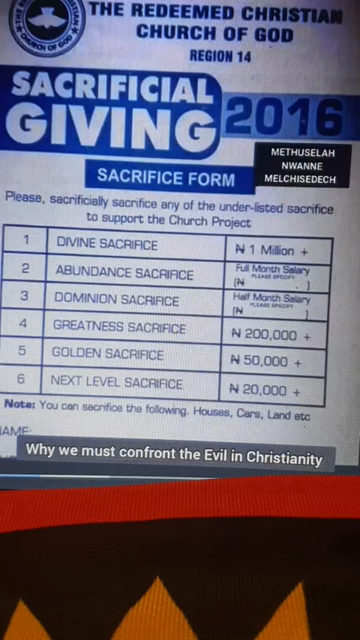 THE REDEEMED CHRISTIAN
CHURCH OF GOD
REGION 14
CHURCH OF GOD
SACRIFICIAL
GIVING 2016
METHUSELAH
NWANNE
MELCHISEDECH
SACRIFICE FORM
Please, sacrificially sacrifice any of the under-listed sacrifice
to support the Church Project
1 DIVINE SACRIFICE ₦ 1 Million +
2 ABUNDANCE SACRIFICE Full Month Salary
PLEASE SPECIFY
[₦ . ]
3 DOMINION SACRIFICE Half Month Salary
PLEASE SPECIFY
[₦ ]
4 GREATNESS SACRIFICE ₦ 200,000 +
5 GOLDEN SACRIFICE ₦ 50,000 +
6 NEXT LEVEL SACRIFICE ₦ 20,000 +
Note: You can sacrifice the following. Houses, Cars, Land etc
AME:
Why we must confront the Evil in Christianity